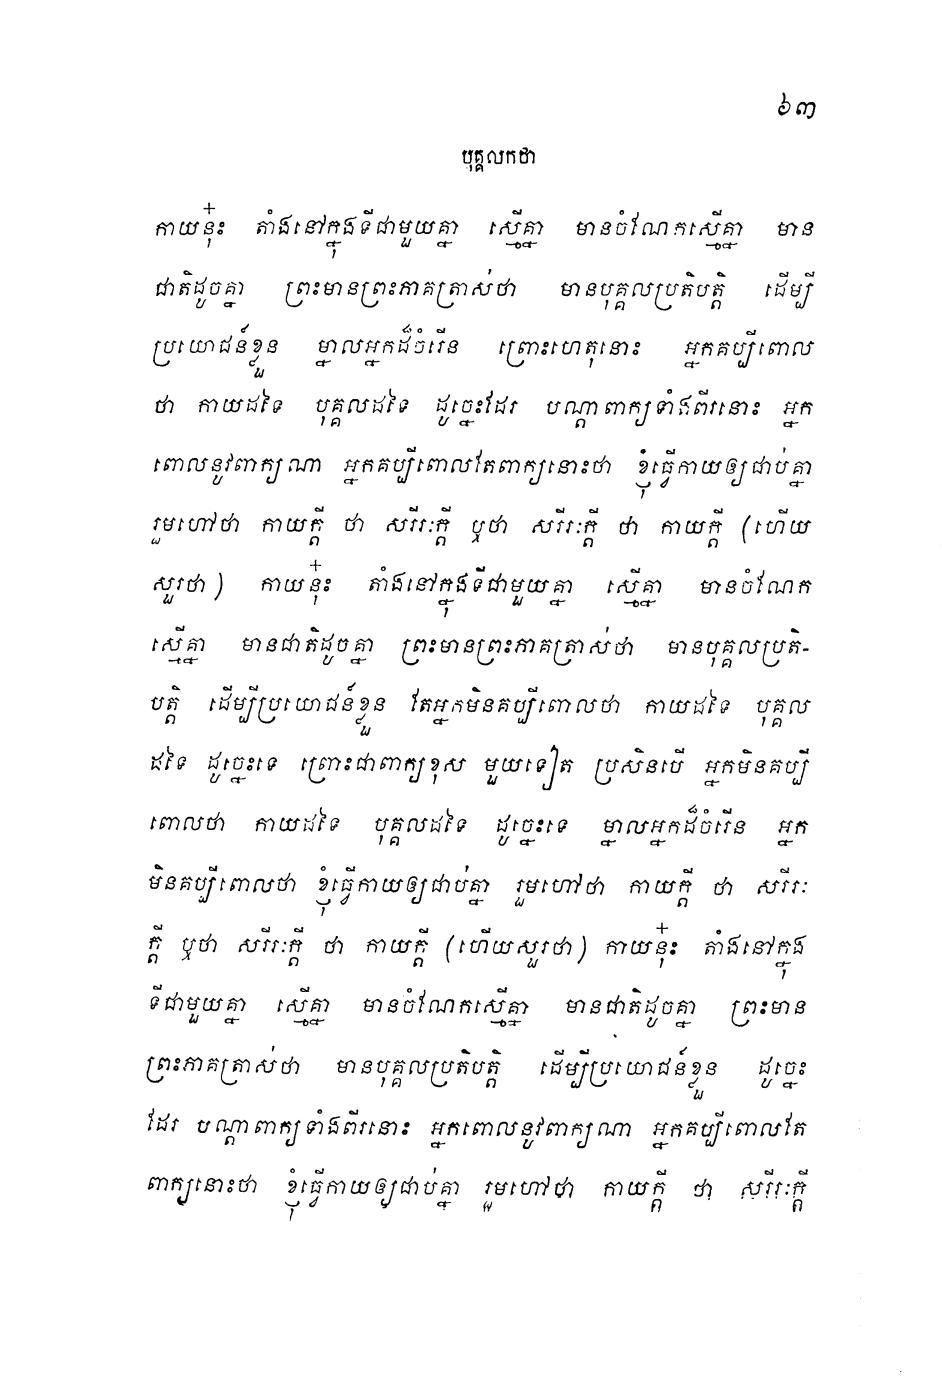 ៦៣
បុគ្គលកថា
កាយនុ៎ះ តាំងនៅក្នុងទីជាមួយគ្នា ស្មើគ្នា មានចំណែកស្មើគ្នា មាន
ជាតិដូចគ្នា ព្រះមានព្រះភាគត្រាស់ថា មានបុគ្គលប្រតិបត្តិ ដើម្បី
ប្រយោជន៍ខ្លួន ម្នាលអ្នកដ៏ចំរើន ព្រោះហេតុនោះ អ្នកគប្បីពោល
ថា កាយដទៃ បុគ្គលដទៃ ដូច្នេះដែរ បណ្តាពាក្យទាំងពីរនោះ អ្នក
ពោលនូវពាក្យណា អ្នកគប្បីពោលតែពាក្យនោះថា ខ្ញុំធ្វើកាយឲ្យជាប់គ្នា
រួមហៅថា កាយក្តី ថា សរីរៈក្តី ឬថា សរីរៈក្តី ថា កាយក្តី (ហើយ
សួរថា) កាយនុ៎ះ តាំងនៅក្នុងទីជាមួយគ្នា ស្មើគ្នា មានចំណែក
ស្មើគ្នា មានជាតិដូចគ្នា ព្រះមានព្រះភាគត្រាស់ថា មានបុគ្គលប្រតិ-
បត្តិ ដើម្បីប្រយោជន៍ខ្លួន តែអ្នកមិនគប្បីពោលថា កាយដទៃ បុគ្គល
ដទៃ ដូច្នេះទេ ព្រោះជាពាក្យខុស មួយទៀត ប្រសិនបើ អ្នកមិនគប្បី
ពោលថា កាយដទៃ បុគ្គលដទៃ ដូច្នេះទេ ម្នាលអ្នកដ៏ចំរើន អ្នក
មិនគប្បីពោលថា ខ្ញុំធ្វើកាយឲ្យជាប់គ្នា រួមហៅថា កាយក្តី ថា សរីរៈ
ក្តី ឬថា សរីរៈក្តី ថា កាយក្តី (ហើយសួរថា) កាយនុ៎ះ តាំងនៅក្នុង
ទីជាមួយគ្នា ស្មើគ្នា មានចំណែកស្មើគ្នា មានជាតិដូចគ្នា ព្រះមាន
ព្រះភាគត្រាស់ថា មានបុគ្គលប្រតិបត្តិ ដើម្បីប្រយោជន៍ខ្លួន ដូច្នេះ
ដែរ បណ្តាពាក្យទាំងពីរនោះ អ្នកពោលនូវពាក្យណា អ្នកគប្បីពោលតែ
ពាក្យនោះថា ខ្ញុំធ្វើកាយឲ្យជាប់គ្នា រួមហៅថា កាយក្តី ថា សរីរៈក្តី